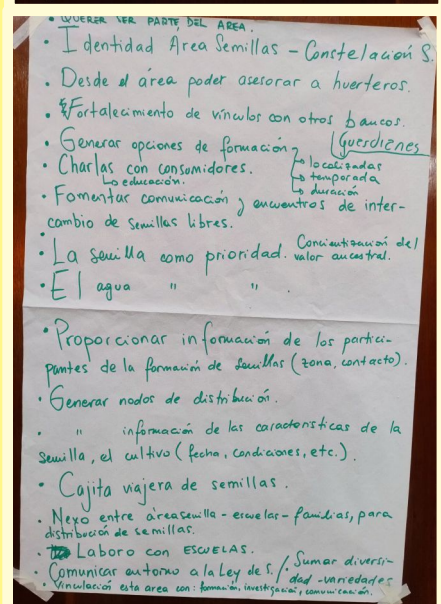 • QUERER SER PARTE DEL AREA.
• Identidad Area Semillas - Constelación S.
• Desde el área poder asesorar a huerteros.
• Fortalecimiento de vínculos con otros bancos.
• Generar opciones de formación Guardianes
• Charlas con consumidores. ↳ localizadas
↳ educación. ↳ temporada
↳ duración
• Fomentar comunicación y encuentros de inter-
cambio de semillas libres.
• La semilla como prioridad. Concientización del
valor ancestral.
• El agua " " .
• Proporcionar información de los partici-
pantes de la formación de semillas (zona, contacto).
• Generar nodos de distribución.
• " información de las características de la
semilla, el cultivo (fecha, condiciones, etc.).
• Cajita viajera de semillas.
• Nexo entre áreasemilla - escuelas - familias, para
distribución de semillas.
• Laboro con ESCUELAS.
• Comunicar entorno a la Ley de S. / • Sumar diversi-
dad - variedades
• Vinculación esta area con: formación, investigación, comunicación.